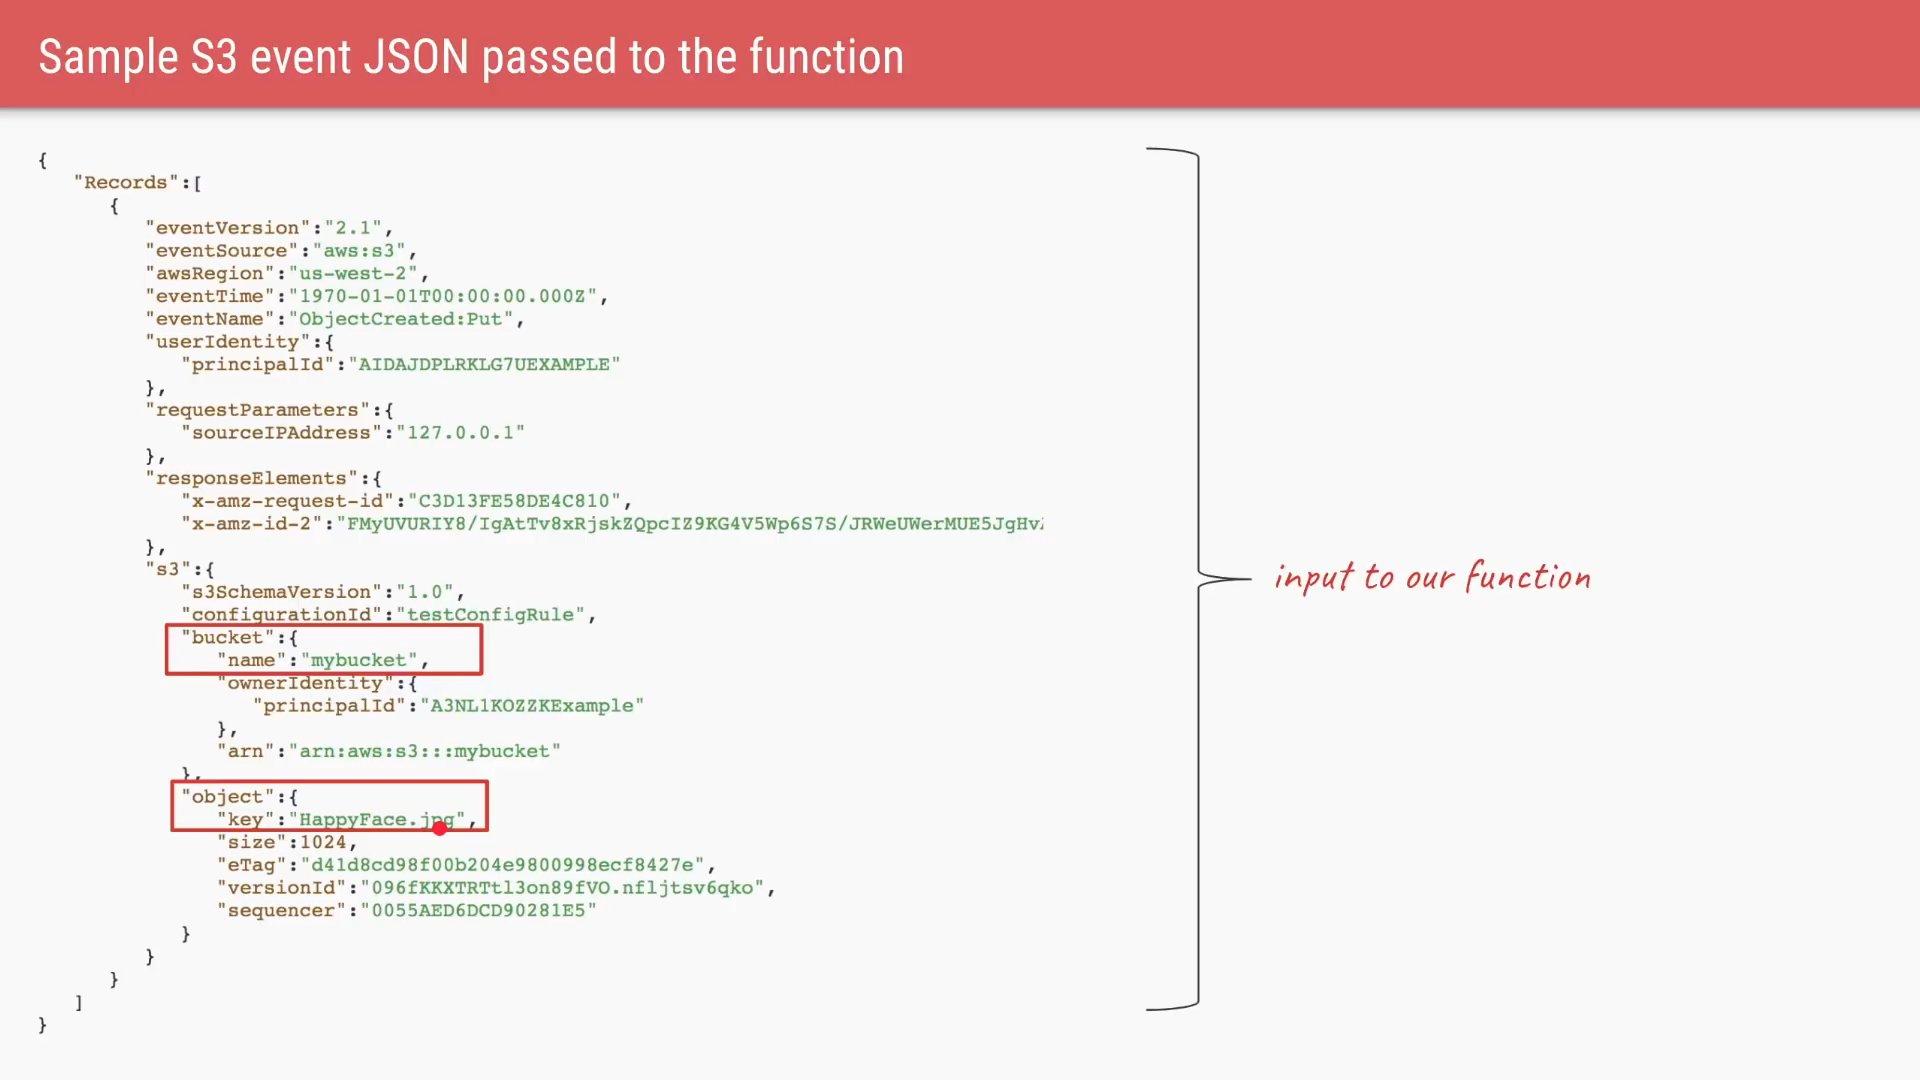 Sample S3 event JSON passed to the function
{
"Records":[
{
"eventVersion":"2.1",
"eventSource":"aws:s3",
"awsRegion":"us-west-2",
"eventTime":"1970-01-01T00:00:00.000Z",
"eventName":"ObjectCreated:Put",
"userIdentity":{
"principalId":"AIDAJDPLRKLG7UEXAMPLE"
},
"requestParameters":{
"sourceIPAddress":"127.0.0.1"
},
"responseElements":{
"x-amz-request-id":"C3D13FE58DE4C810",
"x-amz-id-2":"FMyUVURIY8/IgAtTv8xRjskZQpcIZ9KG4V5Wp6S7S/JRWeUWerMUE5JgHv
},
"s3":{
"s3SchemaVersion":"1.0",
"configurationId":"testConfigRule",
"bucket":{
"name":"mybucket",
"ownerIdentity":{
"principalId":"A3NL1KOZZKExample"
},
"arn":"arn:aws:s3:::mybucket"
},
"object":{
"key":"HappyFace.jpg",
"size":1024,
"eTag":"d41d8cd98f00b204e9800998ecf8427e",
"versionId":"096fKKXTRTtl3on89fVO.nfljtsv6qko",
"sequencer":"0055AED6DCD90281E5"
}
}
}
]
}
input to our function